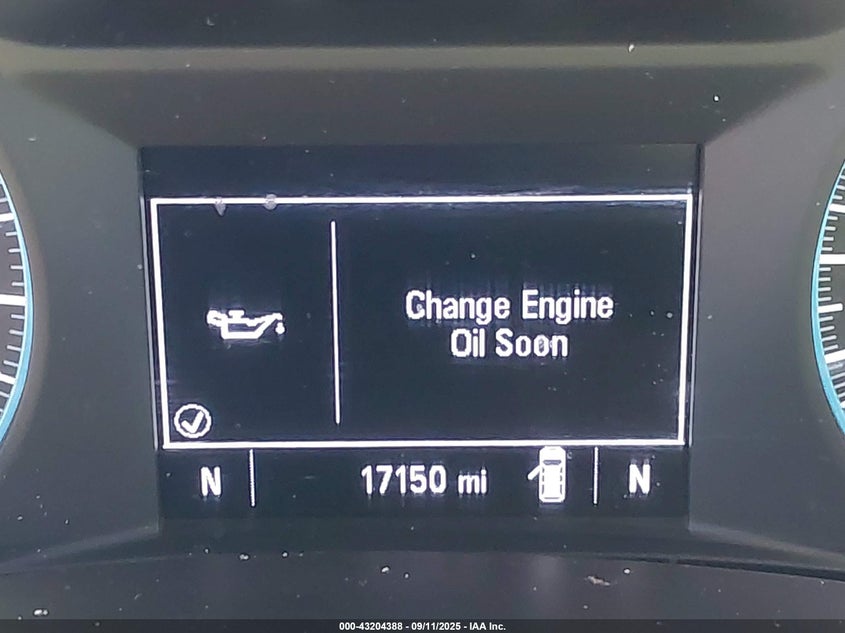 Change Engine
Oil Soon
N 17150 mi N
000-43204388 - 09/11/2025 - IAA Inc.